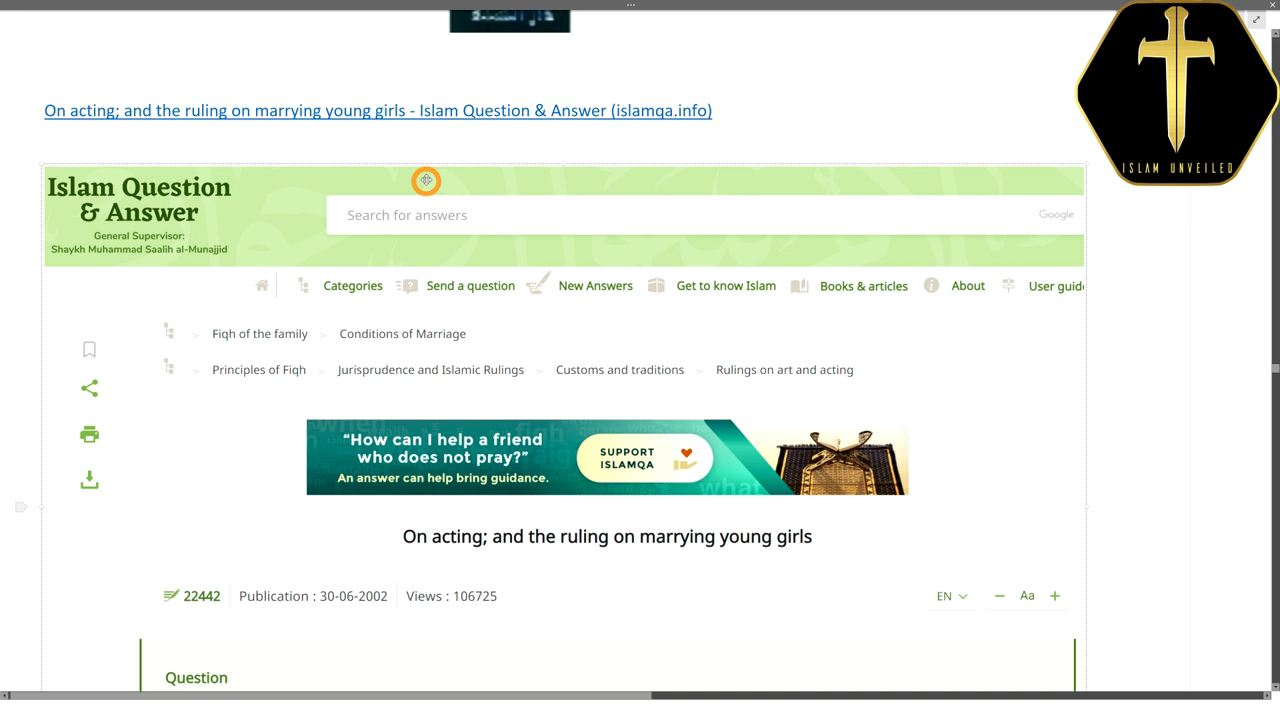 On acting; and the ruling on marrying young girls - Islam Question & Answer (islamqa.info)
ISLAM UNVEILED
Islam Question
& Answer
General Supervisor:
Shaykh Muhammad Saalih al-Munajjid
Search for answers
Google
Categories
Send a question
New Answers
Get to know Islam
Books & articles
About
User guide
Fiqh of the family
Conditions of Marriage
Principles of Fiqh
Jurisprudence and Islamic Rulings
Customs and traditions
Rulings on art and acting
“How can I help a friend
who does not pray?”
An answer can help bring guidance.
SUPPORT
ISLAMQA
On acting; and the ruling on marrying young girls
22442
Publication : 30-06-2002
Views : 106725
EN
− Aa +
Question